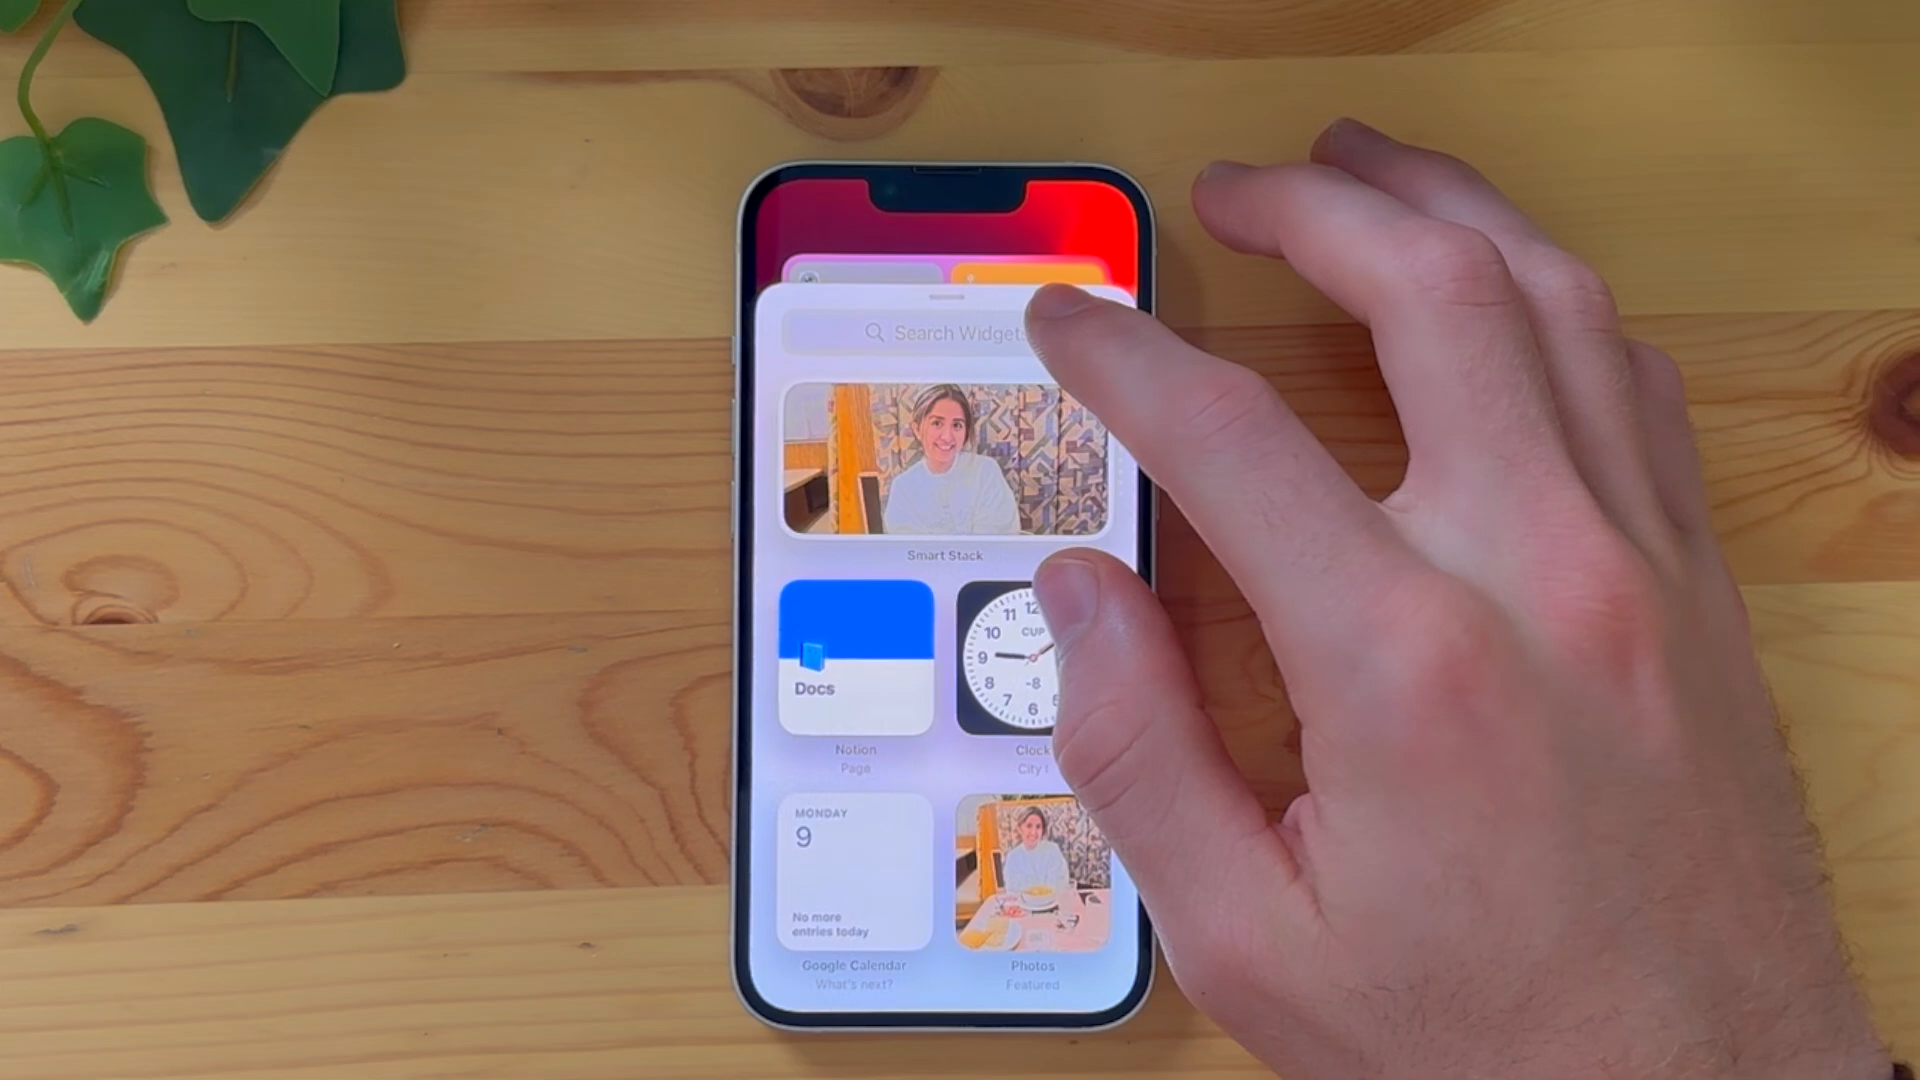 Search Widgets
Smart Stack
Docs
11 12
10 CUP
9
8 -8
7 6
Notion
Page
Clock
City
MONDAY
9
No more
entries today
Google Calendar
What's next?
Photos
Featured